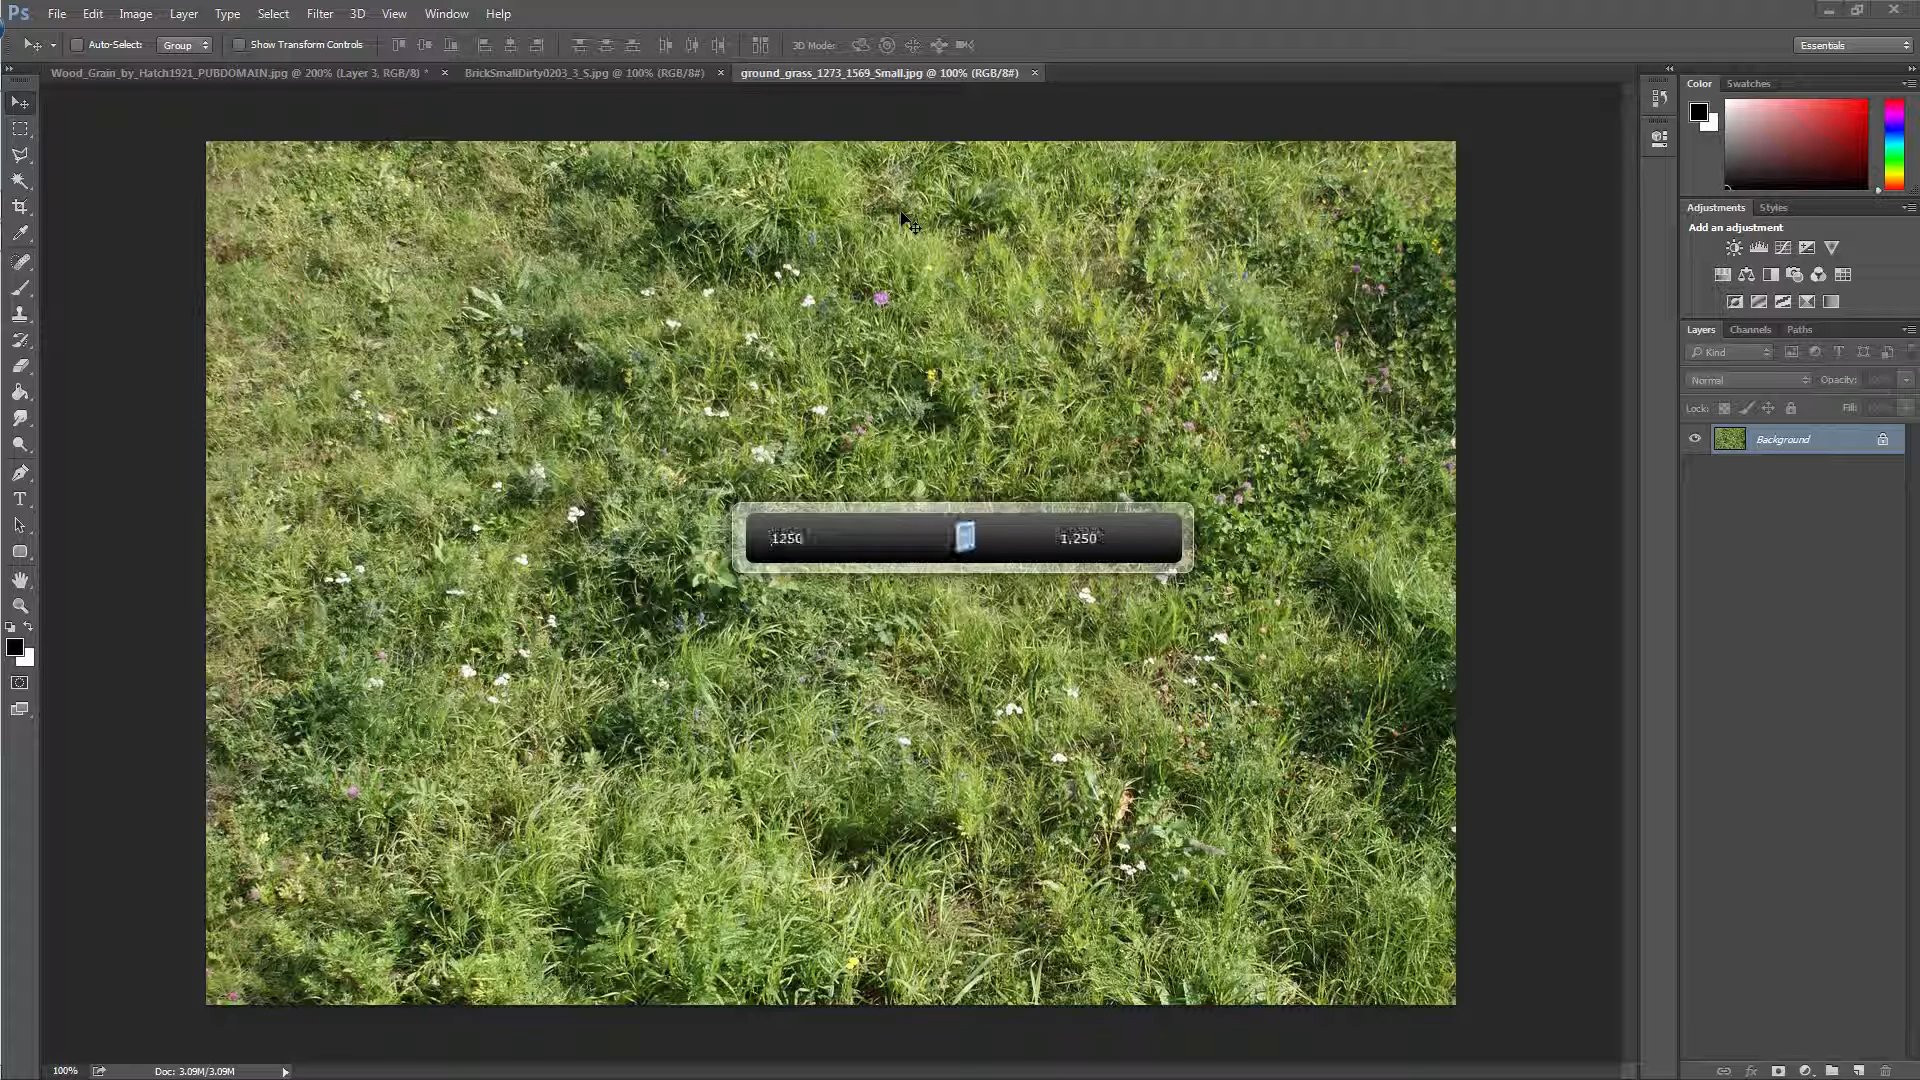 Ps File Edit Image Layer Type Select Filter 3D View Window Help
Auto-Select: Group Show Transform Controls 3D Mode: Essentials
Wood_Grain_by_Hatch1921_PUBDOMAIN.jpg @ 200% (Layer 3, RGB/8) * × BrickSmallDirty0203_3_S.jpg @ 100% (RGB/8#) × ground_grass_1273_1569_Small.jpg @ 100% (RGB/8#) ×
Color Swatches
Adjustments Styles
Add an adjustment
Layers Channels Paths
Kind
Normal Opacity: 100%
Lock: Fill: 100%
Background
1250 1,250
100% Doc: 3.09M/3.09M